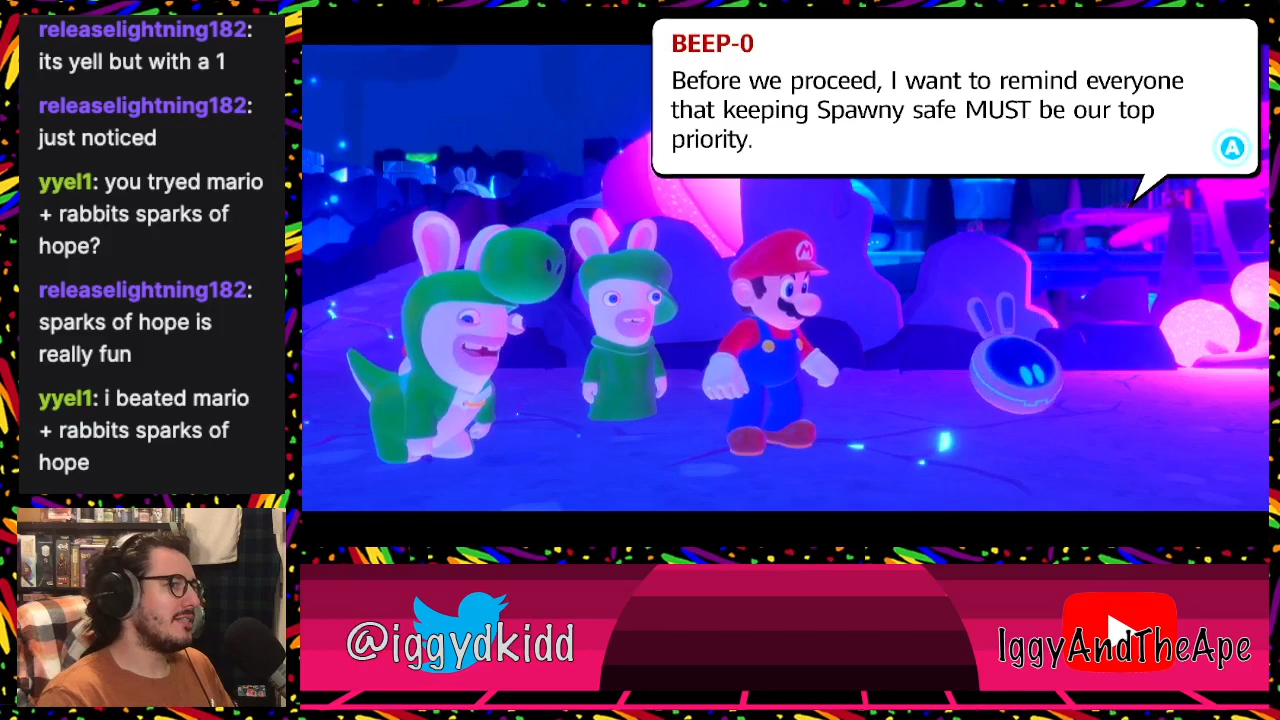 releaselightning182:
its yell but with a 1
releaselightning182:
just noticed
yyel1: you tryed mario
+ rabbits sparks of
hope?
releaselightning182:
sparks of hope is
really fun
yyel1: i beated mario
+ rabbits sparks of
hope
BEEP-0
Before we proceed, I want to remind everyone
that keeping Spawny safe MUST be our top
priority.
A
M
@iggydkidd
IggyAndTheApe